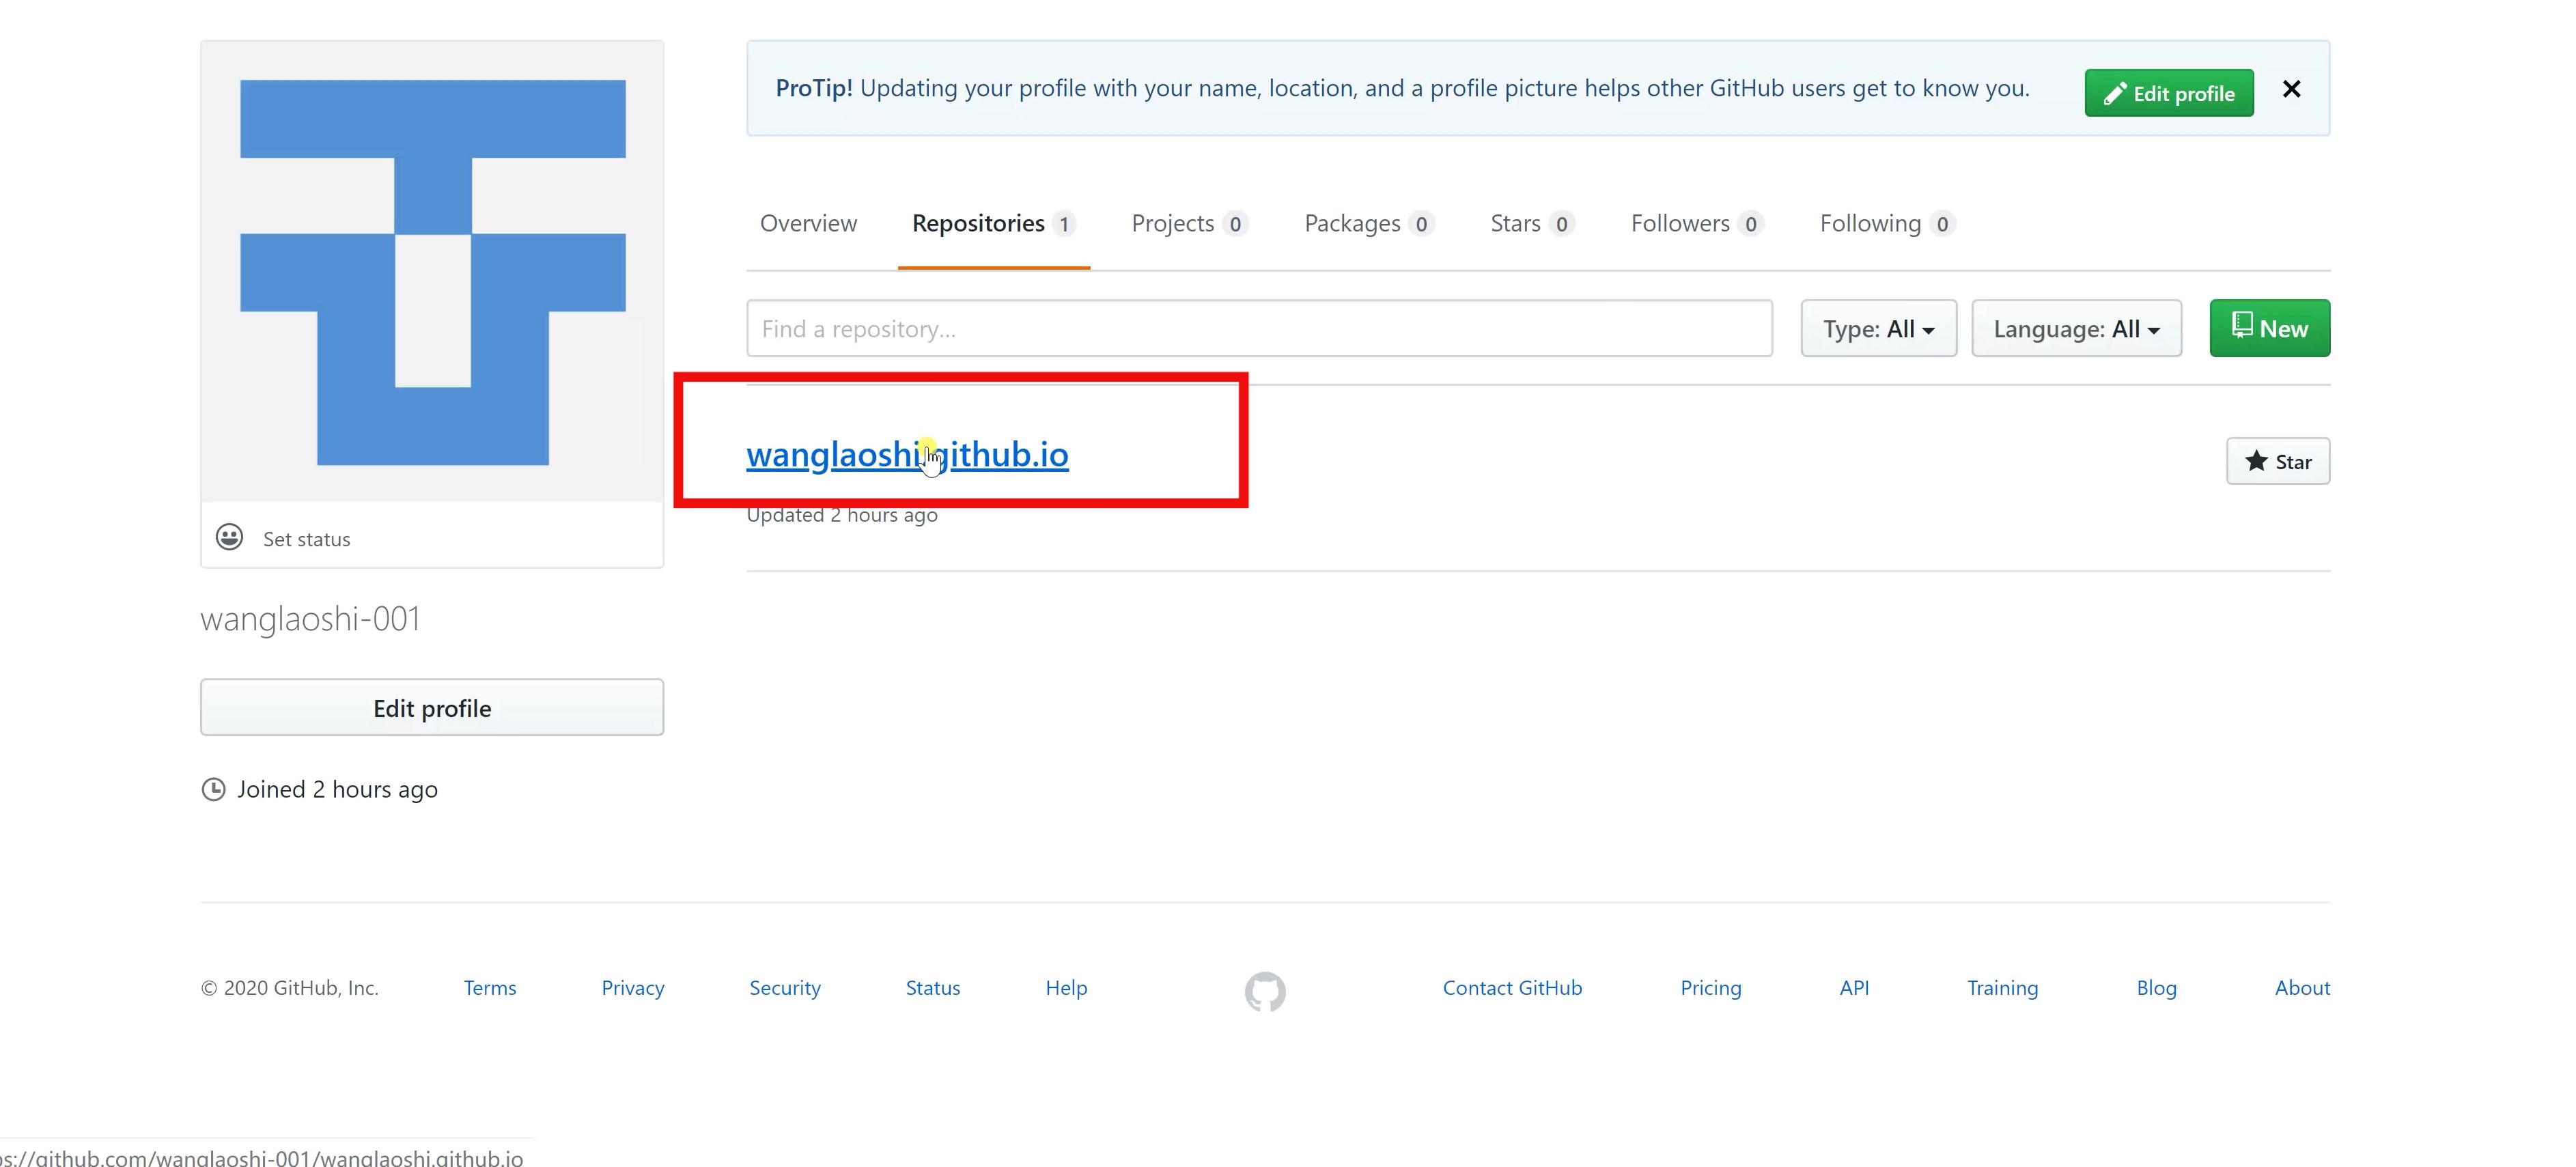 ProTip! Updating your profile with your name, location, and a profile picture helps other GitHub users get to know you.
Edit profile
Overview
Repositories 1
Projects 0
Packages 0
Stars 0
Followers 0
Following 0
Find a repository...
Type: All
Language: All
New
wanglaoshi.github.io
Star
Updated 2 hours ago
Set status
wanglaoshi-001
Edit profile
Joined 2 hours ago
© 2020 GitHub, Inc.
Terms
Privacy
Security
Status
Help
Contact GitHub
Pricing
API
Training
Blog
About
ps://github.com/wanglaoshi-001/wanglaoshi.github.io